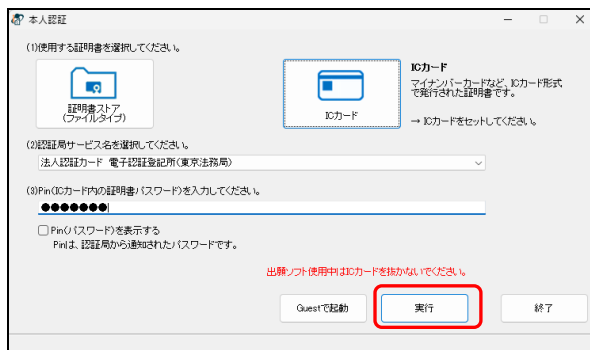 本人認証
(1)使用する証明書を選択してください。
証明書ストア
(ファイルタイプ)
ICカード
ICカード
マイナンバーカードなど、ICカード形式
で発行された証明書です。
→ ICカードをセットしてください。
(2)認証局サービス名を選択してください。
法人認証カード 電子認証登記所(東京法務局)
(3)Pin(ICカード内の証明書パスワード)を入力してください。
●●●●●●●
Pin(パスワード)を表示する
Pinは、認証局から通知されたパスワードです。
出願ソフト使用中はICカードを抜かないでください。
Guestで起動
実行
終了